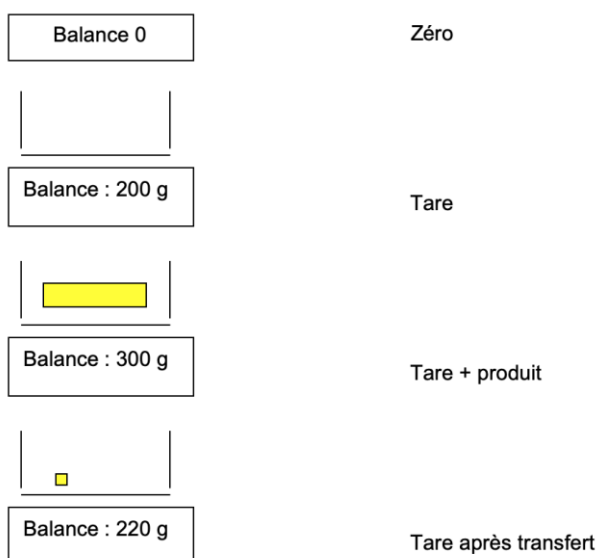 Balance 0
Zéro
Balance : 200 g
Tare
Balance : 300 g
Tare + produit
Balance : 220 g
Tare après transfert